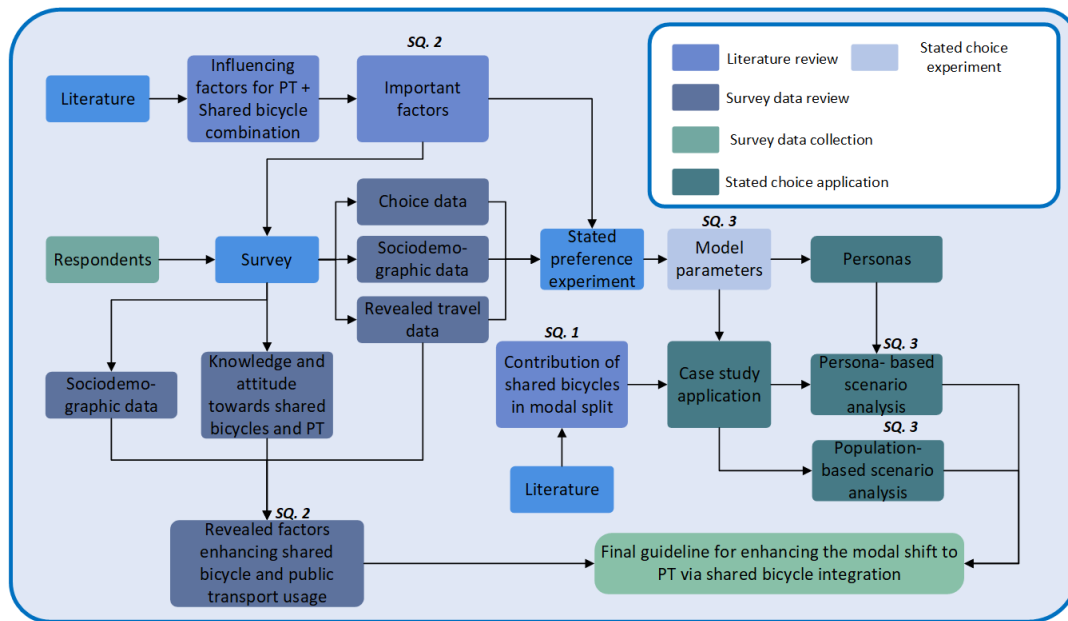 SQ. 2
Literature
Influencing
factors for PT +
Shared bicycle
combination
Important
factors
Literature review
Stated choice
experiment
Survey data review
Survey data collection
Stated choice application
Choice data
Respondents
Survey
Sociodemo-
graphic data
Revealed travel
data
Stated
preference
experiment
SQ. 3
Model
parameters
Personas
Sociodemo-
graphic data
Knowledge and
attitude
towards shared
bicycles and PT
SQ. 1
Contribution of
shared bicycles
in modal split
Case study
application
SQ. 3
Persona- based
scenario
analysis
SQ. 3
Population-
based scenario
analysis
Literature
SQ. 2
Revealed factors
enhancing shared
bicycle and public
transport usage
Final guideline for enhancing the modal shift to
PT via shared bicycle integration